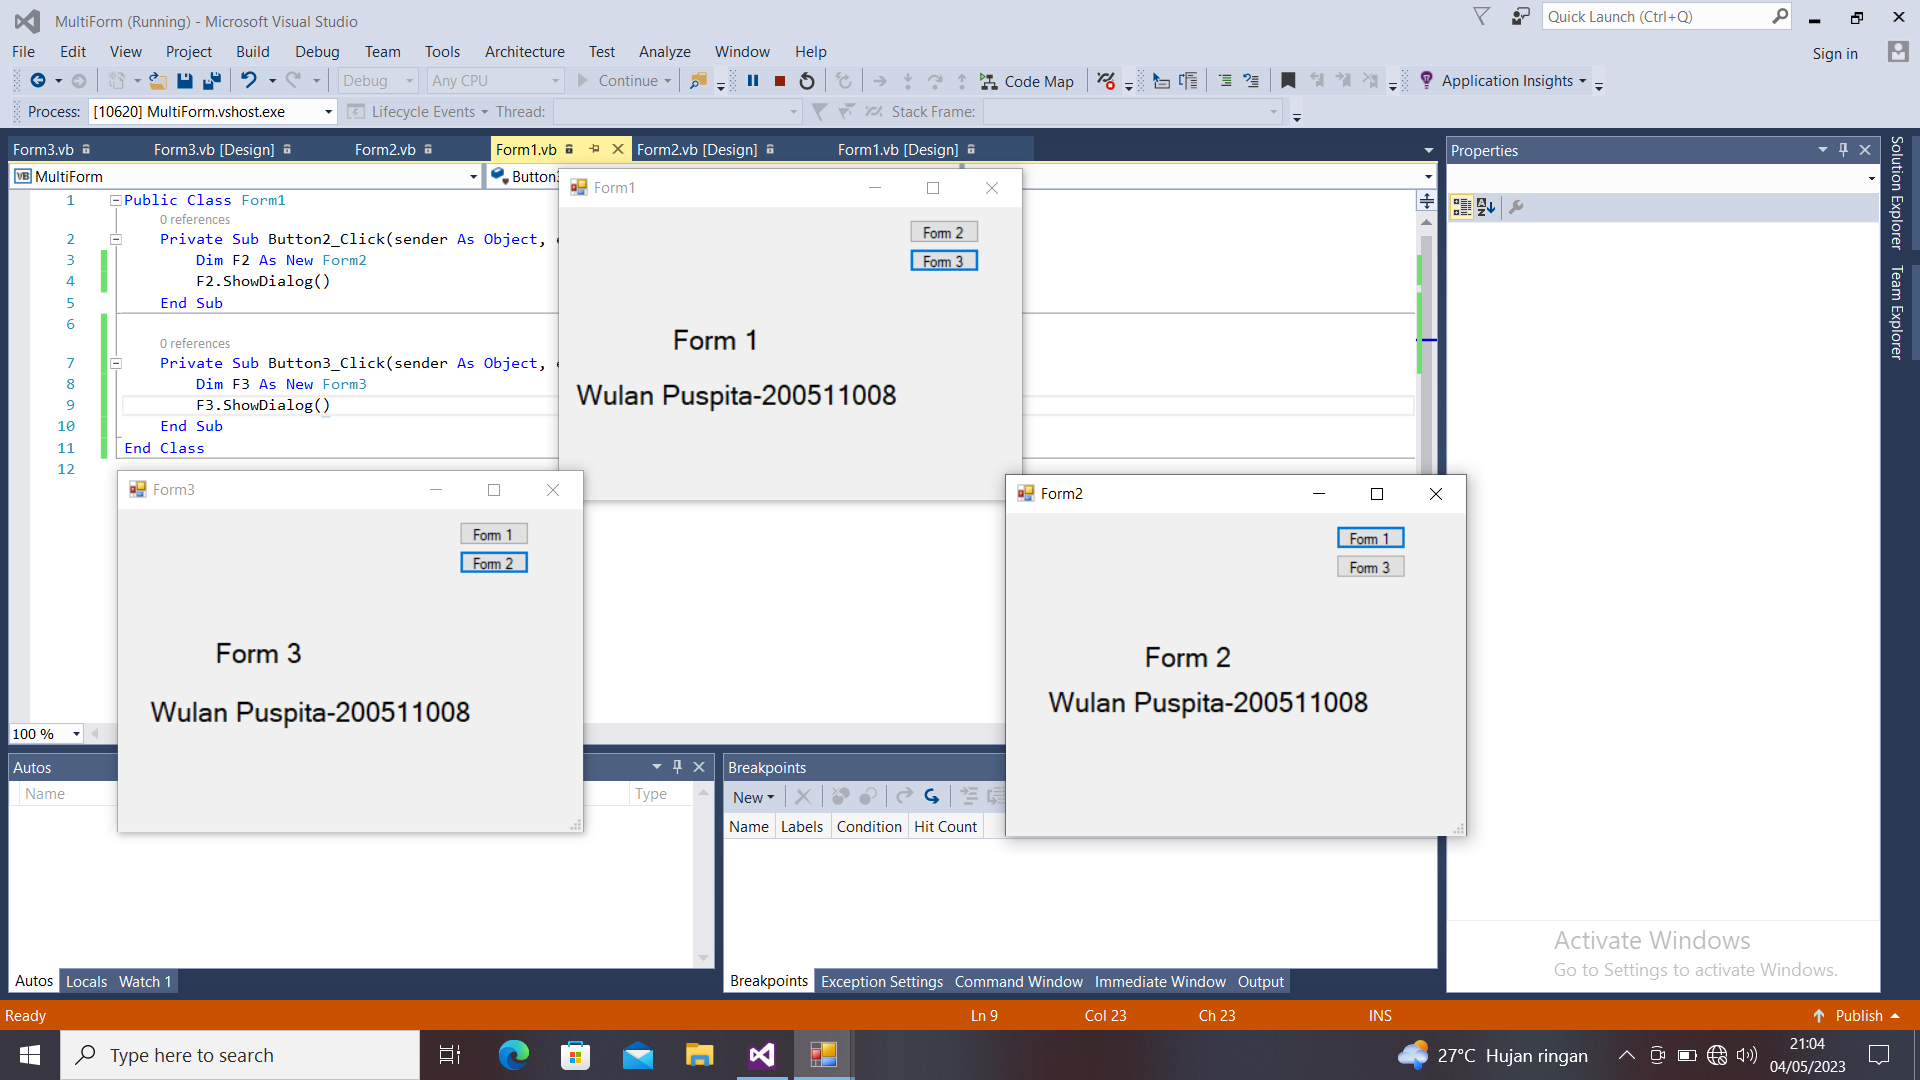 MultiForm (Running) - Microsoft Visual Studio
Quick Launch (Ctrl+Q)
File Edit View Project Build Debug Team Tools Architecture Test Analyze Window Help
Sign in
Debug Any CPU Continue Code Map Application Insights
Process: [10620] MultiForm.vshost.exe Lifecycle Events Thread: Stack Frame:
Form3.vb Form3.vb [Design] Form2.vb Form1.vb Form2.vb [Design] Form1.vb [Design]
Properties
Solution Explorer
Team Explorer
VB MultiForm
Button3
1 Public Class Form1
0 references
2 Private Sub Button2_Click(sender As Object,
3 Dim F2 As New Form2
4 F2.ShowDialog()
5 End Sub
6
0 references
7 Private Sub Button3_Click(sender As Object,
8 Dim F3 As New Form3
9 F3.ShowDialog()
10 End Sub
11 End Class
12
Form1
Form 2
Form 3
Form 1
Wulan Puspita-200511008
Form3
Form 1
Form 2
Form 3
Wulan Puspita-200511008
Form2
Form 1
Form 3
Form 2
Wulan Puspita-200511008
100 %
Autos
Name Type
Autos Locals Watch 1
Breakpoints
New
Name Labels Condition Hit Count
Breakpoints Exception Settings Command Window Immediate Window Output
Activate Windows
Go to Settings to activate Windows.
Ready Ln 9 Col 23 Ch 23 INS Publish
Type here to search
27°C Hujan ringan
21:04
04/05/2023